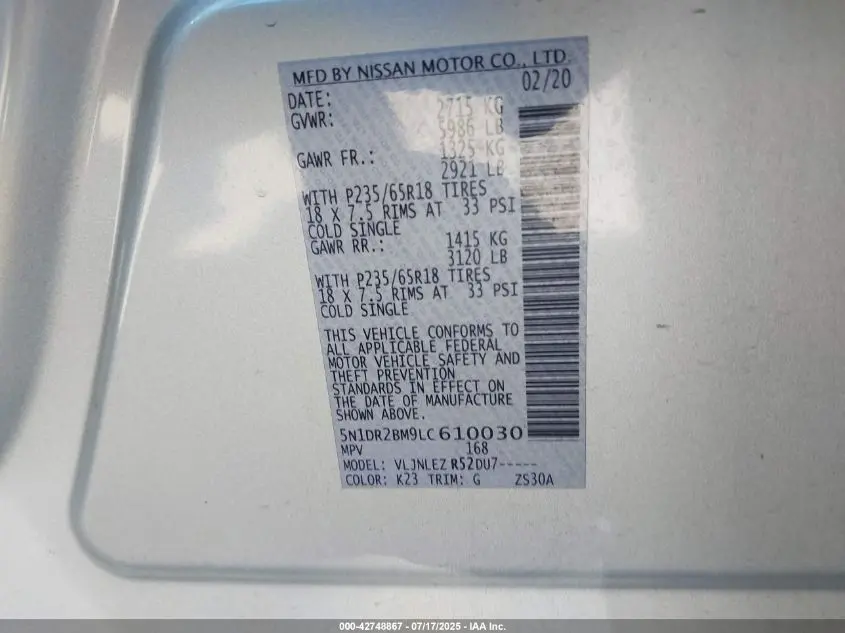 MFD BY NISSAN MOTOR CO., LTD.
DATE: 02/20
GVWR: 2715 KG
5986 LB
GAWR FR.: 1325 KG
2921 LB
WITH P235/65R18 TIRES
18 X 7.5 RIMS AT 33 PSI
COLD SINGLE
GAWR RR.: 1415 KG
3120 LB
WITH P235/65R18 TIRES
18 X 7.5 RIMS AT 33 PSI
COLD SINGLE
THIS VEHICLE CONFORMS TO
ALL APPLICABLE FEDERAL
MOTOR VEHICLE SAFETY AND
THEFT PREVENTION
STANDARDS IN EFFECT ON
THE DATE OF MANUFACTURE
SHOWN ABOVE.
5N1DR2BM9LC610030
MPV 168
MODEL: VLJNLEZ R52DU7-----
COLOR: K23 TRIM: G ZS30A
000-42748867 - 07/17/2025 - IAA Inc.